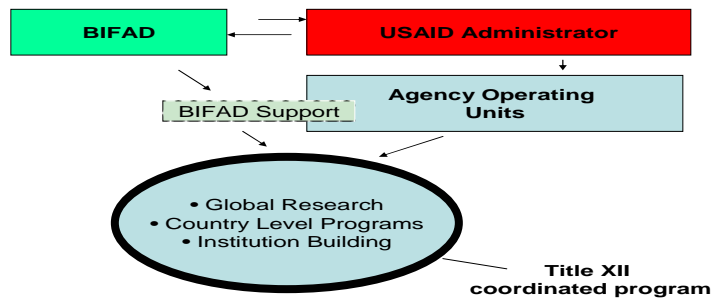 BIFAD
USAID Administrator
Agency Operating
Units
BIFAD Support
• Global Research
• Country Level Programs
• Institution Building
Title XII
coordinated program